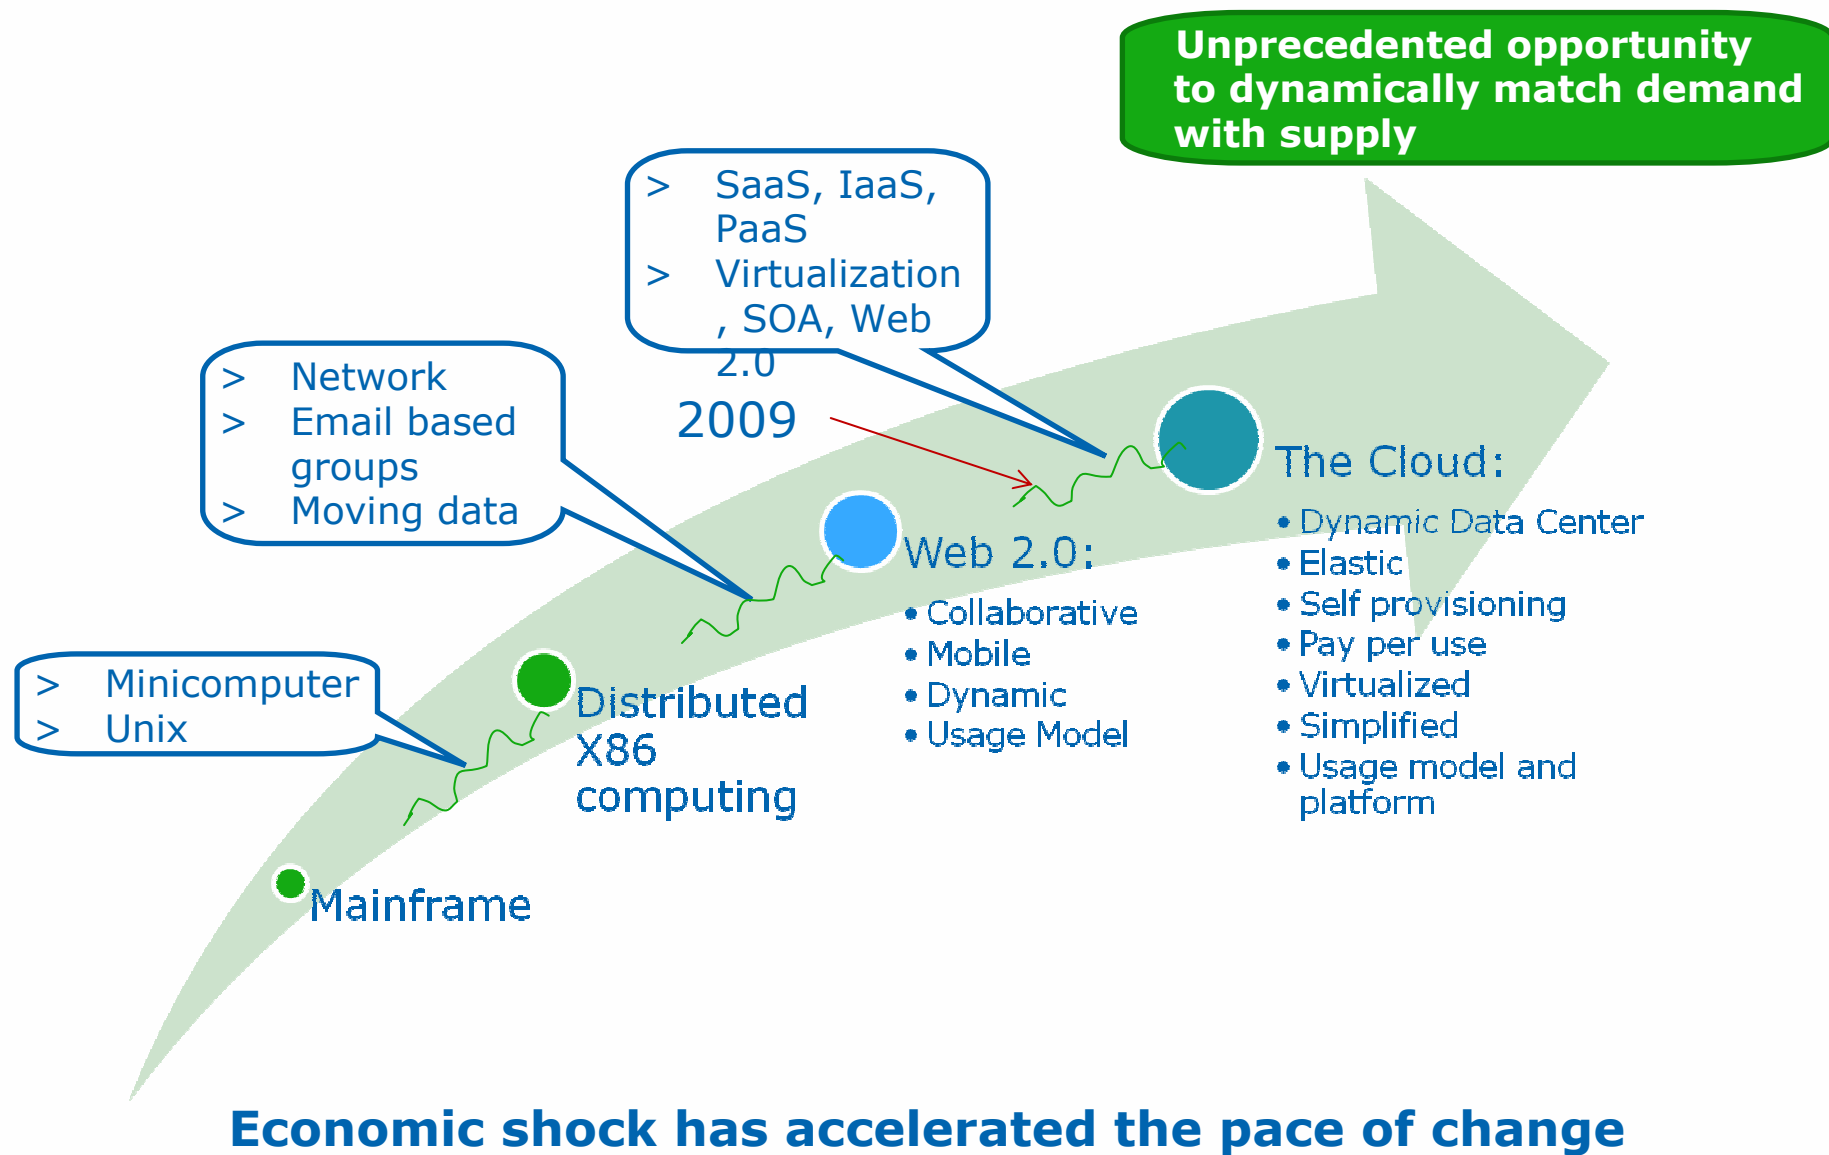 Unprecedented opportunity
to dynamically match demand
with supply
> SaaS, IaaS,
PaaS
> Virtualization
, SOA, Web
2.0
> Network
> Email based
groups
> Moving data
2009
The Cloud:
• Dynamic Data Center
• Elastic
• Self provisioning
• Pay per use
• Virtualized
• Simplified
• Usage model and
platform
Web 2.0:
• Collaborative
• Mobile
• Dynamic
• Usage Model
> Minicomputer
> Unix
Distributed
X86
computing
Mainframe
Economic shock has accelerated the pace of change